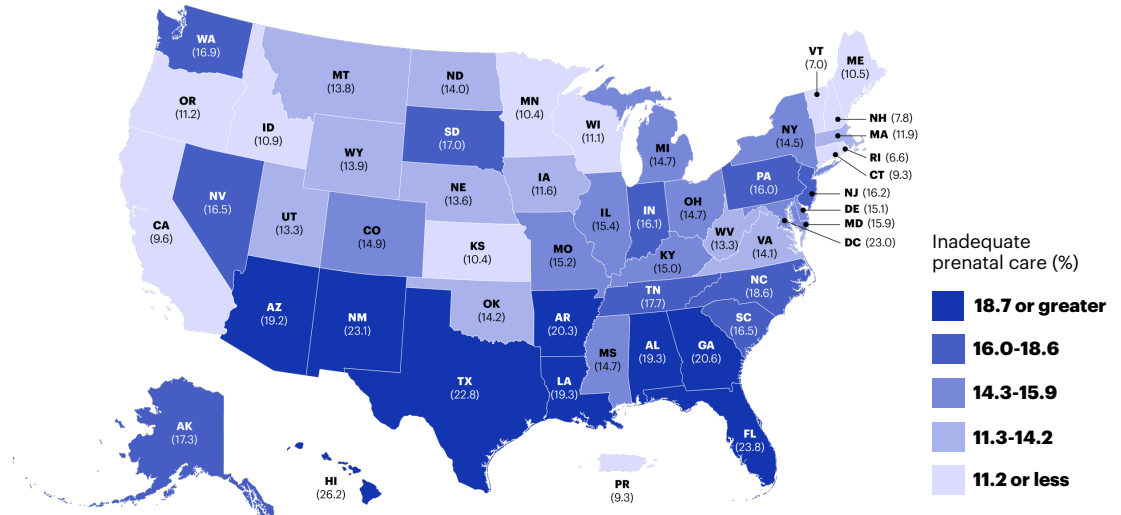 WA
(16.9)
OR
(11.2)
CA
(9.6)
NV
(16.5)
ID
(10.9)
MT
(13.8)
WY
(13.9)
UT
(13.3)
CO
(14.9)
AZ
(19.2)
NM
(23.1)
ND
(14.0)
SD
(17.0)
NE
(13.6)
KS
(10.4)
OK
(14.2)
TX
(22.8)
MN
(10.4)
IA
(11.6)
MO
(15.2)
AR
(20.3)
LA
(19.3)
WI
(11.1)
IL
(15.4)
MI
(14.7)
IN
(16.1)
OH
(14.7)
KY
(15.0)
TN
(17.7)
MS
(14.7)
AL
(19.3)
GA
(20.6)
FL
(23.8)
SC
(16.5)
NC
(18.6)
VA
(14.1)
WV
(13.3)
PA
(16.0)
NY
(14.5)
VT
(7.0)
ME
(10.5)
NH (7.8)
MA (11.9)
RI (6.6)
CT (9.3)
NJ (16.2)
DE (15.1)
MD (15.9)
DC (23.0)
AK
(17.3)
HI
(26.2)
PR
(9.3)
Inadequate
prenatal care (%)
18.7 or greater
16.0-18.6
14.3-15.9
11.3-14.2
11.2 or less